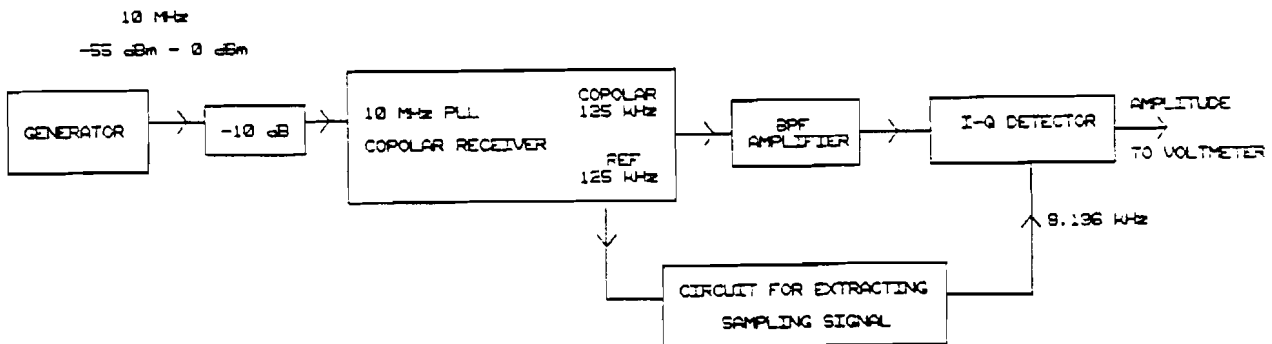 10 MHz
-55 dBm - 0 dBm
GENERATOR
-10 dB
10 MHz PLL
COPOLAR RECEIVER
COPOLAR
125 kHz
REF
125 kHz
BPF
AMPLIFIER
I-Q DETECTOR
AMPLITUDE
TO VOLTMETER
8.136 kHz
CIRCUIT FOR EXTRACTING
SAMPLING SIGNAL